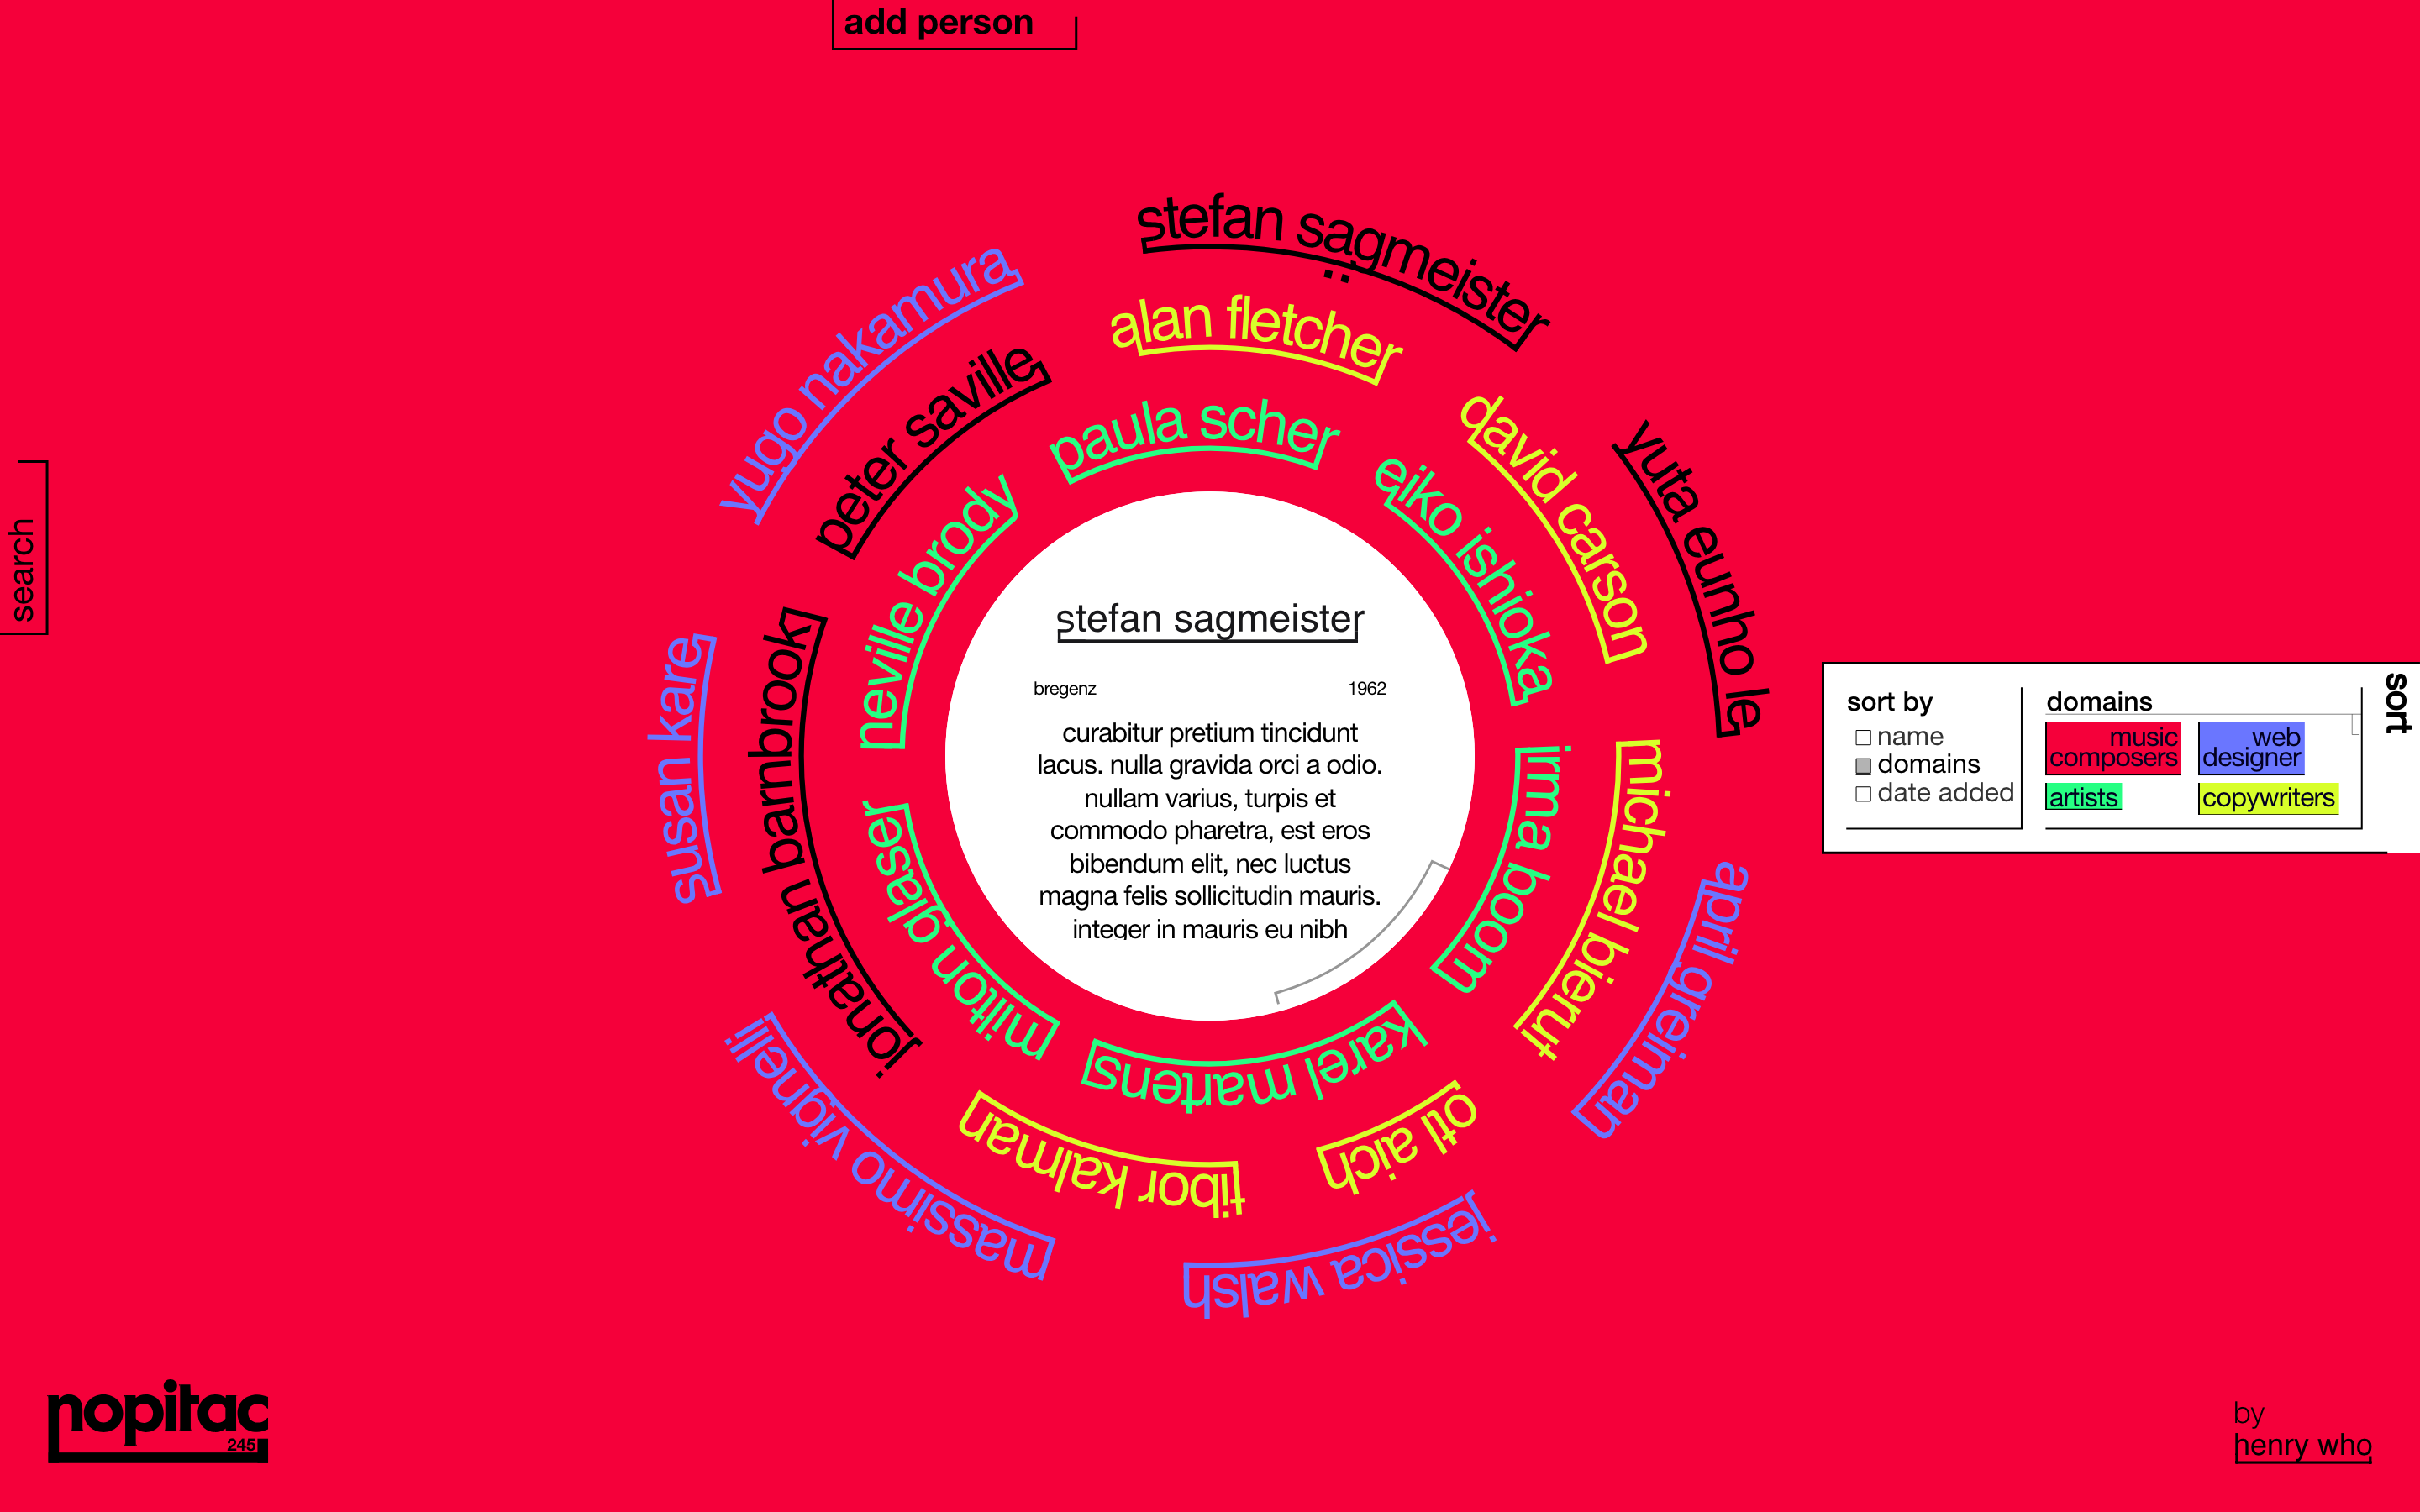 add person
search
stefan sagmeister
alan fletcher
paula scher
yugo nakamura
peter saville
neville brody
david carson
eiko ishioka
yuta eunho le
susan kare
jonathan barnbrook
milton glaser
irma boom
michael bierut
april greiman
karel martens
otl aich
tibor kalman
massimo vignelli
jessica walsh
stefan sagmeister
bregenz 1962
curabitur pretium tincidunt
lacus. nulla gravida orci a odio.
nullam varius, turpis et
commodo pharetra, est eros
bibendum elit, nec luctus
magna felis sollicitudin mauris.
integer in mauris eu nibh
sort
sort by
name
domains
date added
domains
music
composers
web
designer
artists
copywriters
nopitac
245
by
henry who